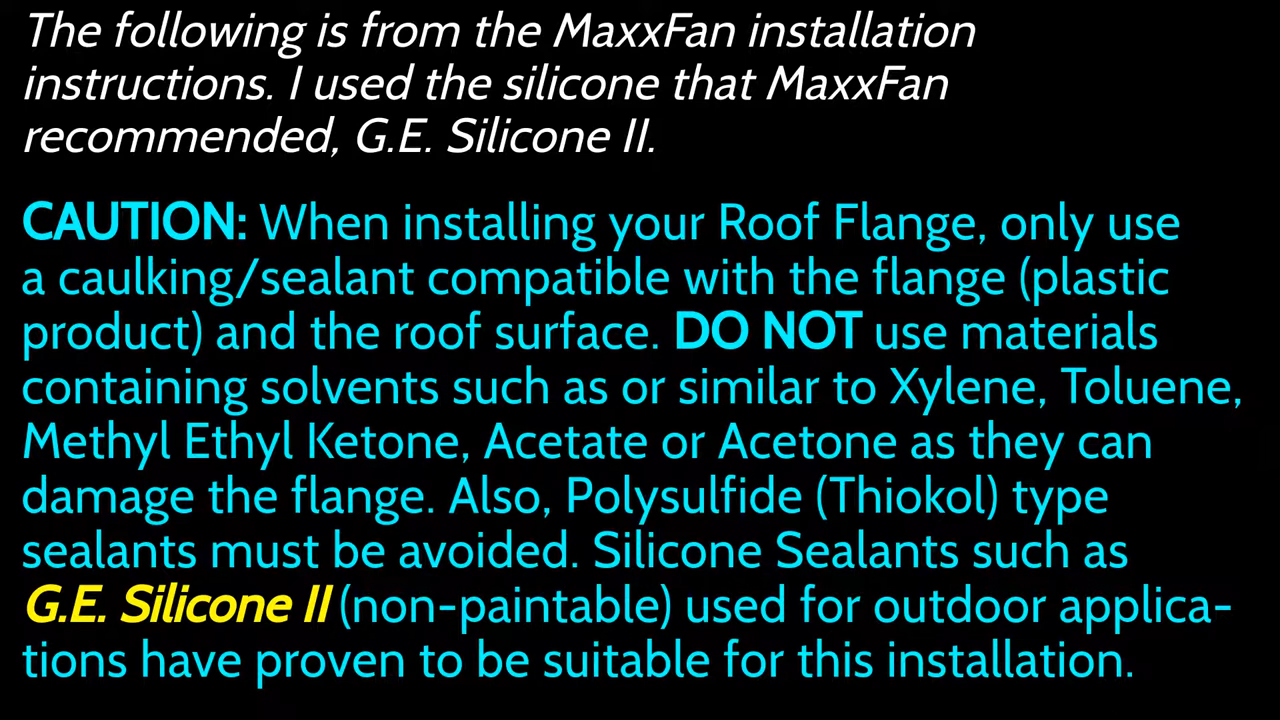 The following is from the MaxxFan installation
instructions. I used the silicone that MaxxFan
recommended, G.E. Silicone II.
CAUTION: When installing your Roof Flange, only use
a caulking/sealant compatible with the flange (plastic
product) and the roof surface. DO NOT use materials
containing solvents such as or similar to Xylene, Toluene,
Methyl Ethyl Ketone, Acetate or Acetone as they can
damage the flange. Also, Polysulfide (Thiokol) type
sealants must be avoided. Silicone Sealants such as
G.E. Silicone II (non-paintable) used for outdoor applica-
tions have proven to be suitable for this installation.